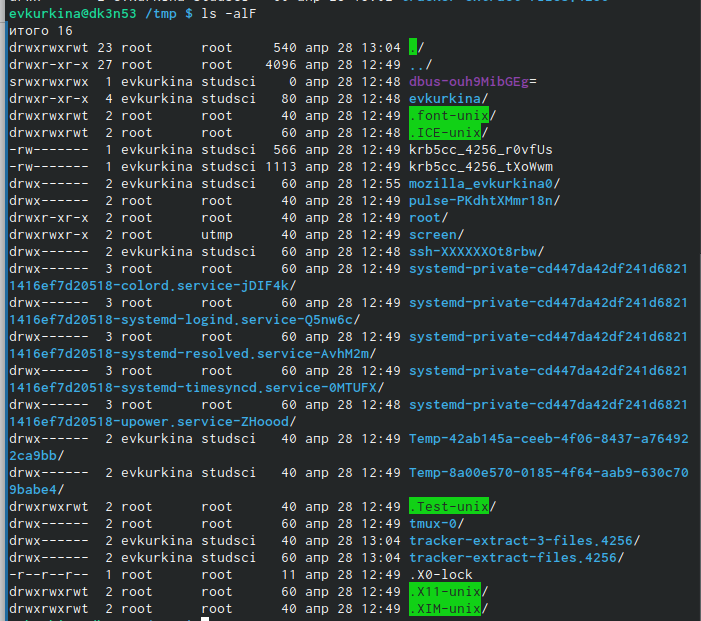 evkurkina@dk3n53 /tmp $ ls -alF
итого 16
drwxrwxrwt 23 root      root       540 апр 28 13:04 ./
drwxr-xr-x 27 root      root      4096 апр 28 12:49 ../
srwxrwxrwx  1 evkurkina studsci      0 апр 28 12:48 dbus-ouh9MibGEg=
drwxr-xr-x  4 evkurkina studsci     80 апр 28 12:48 evkurkina/
drwxrwxrwt  2 root      root        40 апр 28 12:49 .font-unix/
drwxrwxrwt  2 root      root        60 апр 28 12:48 .ICE-unix/
-rw-------  1 evkurkina studsci    566 апр 28 12:49 krb5cc_4256_r0vfUs
-rw-------  1 evkurkina studsci   1113 апр 28 12:49 krb5cc_4256_tXoWwm
drwx------  2 evkurkina studsci     60 апр 28 12:55 mozilla_evkurkina0/
drwx------  2 root      root        40 апр 28 12:49 pulse-PKdhtXMmr18n/
drwxr-xr-x  2 root      root        40 апр 28 12:49 root/
drwxrwxr-x  2 root      utmp        40 апр 28 12:49 screen/
drwx------  2 evkurkina studsci     60 апр 28 12:48 ssh-XXXXXXOt8rbw/
drwx------  3 root      root        60 апр 28 12:49 systemd-private-cd447da42df241d6821
1416ef7d20518-colord.service-jDIF4k/
drwx------  3 root      root        60 апр 28 12:49 systemd-private-cd447da42df241d6821
1416ef7d20518-systemd-logind.service-Q5nw6c/
drwx------  3 root      root        60 апр 28 12:49 systemd-private-cd447da42df241d6821
1416ef7d20518-systemd-resolved.service-AvhM2m/
drwx------  3 root      root        60 апр 28 12:49 systemd-private-cd447da42df241d6821
1416ef7d20518-systemd-timesyncd.service-0MTUFX/
drwx------  3 root      root        60 апр 28 12:48 systemd-private-cd447da42df241d6821
1416ef7d20518-upower.service-ZHoood/
drwx------  2 evkurkina studsci     40 апр 28 12:49 Temp-42ab145a-ceeb-4f06-8437-a76492
2ca9bb/
drwx------  2 evkurkina studsci     40 апр 28 12:49 Temp-8a00e570-0185-4f64-aab9-630c70
9babe4/
drwxrwxrwt  2 root      root        40 апр 28 12:49 .Test-unix/
drwx------  2 root      root        60 апр 28 12:49 tmux-0/
drwx------  2 evkurkina studsci     40 апр 28 13:04 tracker-extract-3-files.4256/
drwx------  2 evkurkina studsci     60 апр 28 13:04 tracker-extract-files.4256/
-r--r--r--  1 root      root        11 апр 28 12:49 .X0-lock
drwxrwxrwt  2 root      root        60 апр 28 12:49 .X11-unix/
drwxrwxrwt  2 root      root        40 апр 28 12:49 .XIM-unix/